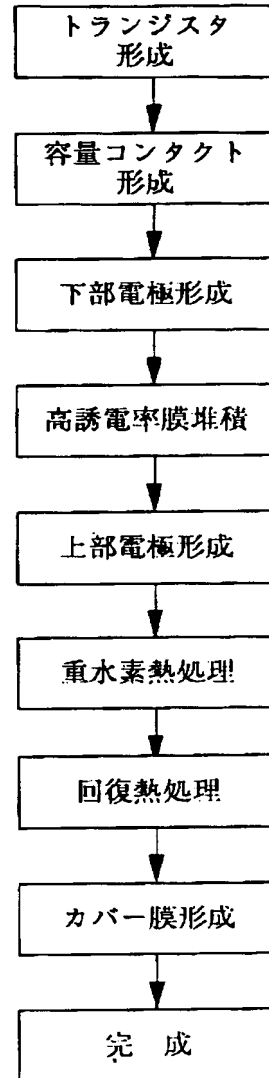 トランジスタ
形成
容量コンタクト
形成
下部電極形成
高誘電率膜堆積
上部電極形成
重水素熱処理
回復熱処理
カバー膜形成
完 成